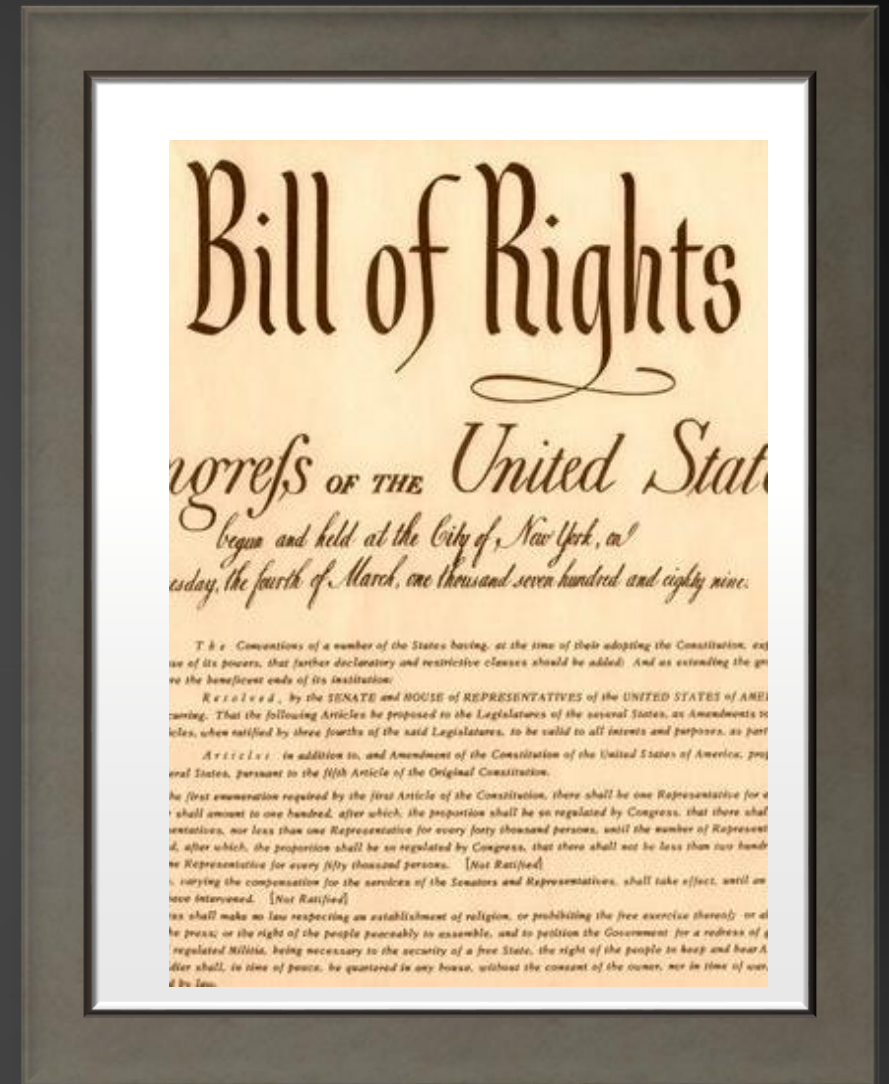 Bill of Rights
ngreſs OF THE United State
begun and held at the City of New York, on
esday, the fourth of March, one thousand seven hundred and eighty nine.
The Conventions of a number of the States having, at the time of their adopting the Constitution, exp
se of its powers, that further declaratory and restrictive clauses should be added: And as extending the gro
re the beneficent ends of its institution:
Resolved, by the SENATE and HOUSE of REPRESENTATIVES of the UNITED STATES of AMER
curring. That the following Articles be proposed to the Legislatures of the several States, as Amendments to
icles, when ratified by three fourths of the said Legislatures, to be valid to all intents and purposes, as part
Articles in addition to, and Amendment of the Constitution of the United States of America, prop
eral States, pursuant to the fifth Article of the Original Constitution.
he first enumeration required by the first Article of the Constitution, there shall be one Representative for e
shall amount to one hundred, after which, the proportion shall be so regulated by Congress, that there shal
sentatives, nor less than one Representative for every forty thousand persons, until the number of Represent
d, after which, the proportion shall be so regulated by Congress, that there shall not be less than two hundr
ne Representative for every fifty thousand persons. [Not Ratified]
, varying the compensation for the services of the Senators and Representatives, shall take effect, until an
have intervened. [Not Ratified]
ess shall make no law respecting an establishment of religion, or prohibiting the free exercise thereof; or ab
he press; or the right of the people peaceably to assemble, and to petition the Government for a redress of g
regulated Militia, being necessary to the security of a free State, the right of the people to keep and bear A
dier shall, in time of peace, be quartered in any house, without the consent of the owner, nor in time of war,
d by law.